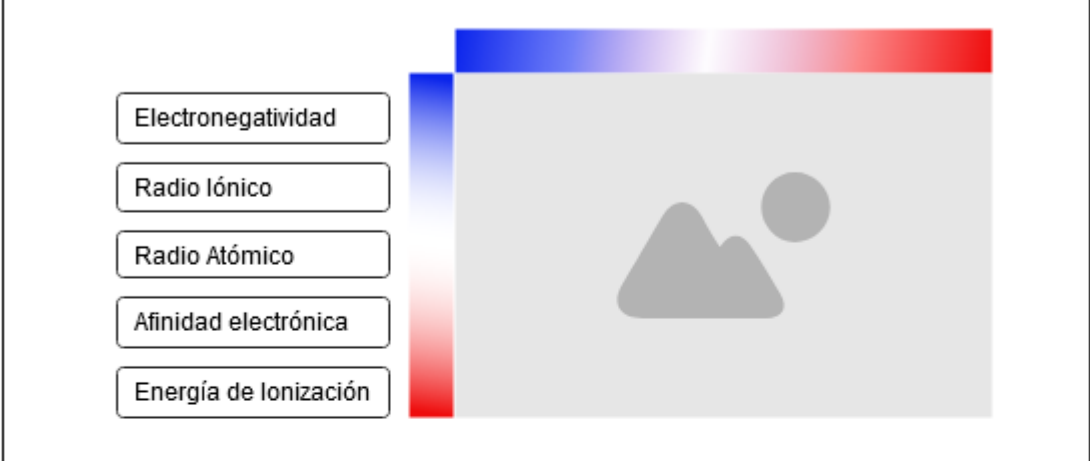 Electronegatividad
Radio Iónico
Radio Atómico
Afinidad electrónica
Energía de Ionización